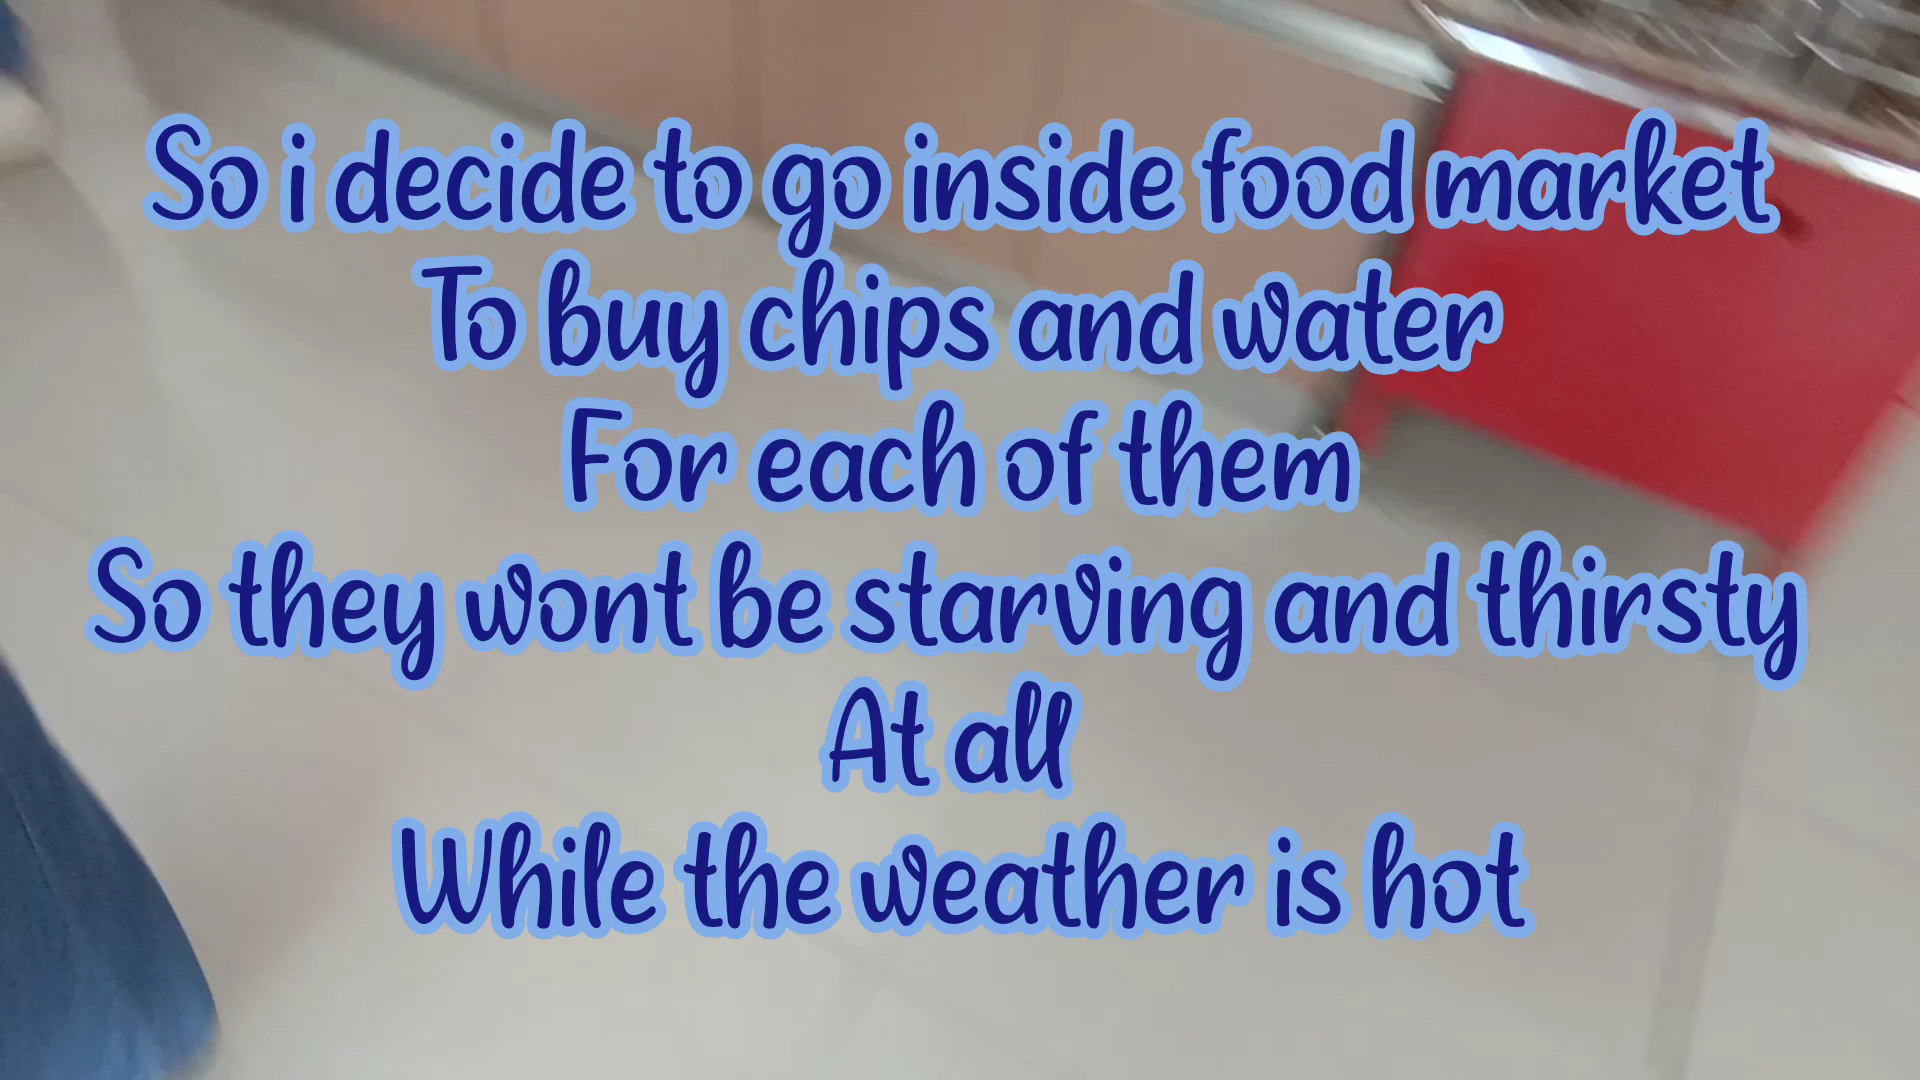 So i decide to go inside food market
To buy chips and water
For each of them
So they wont be starving and thirsty
At all
While the weather is hot